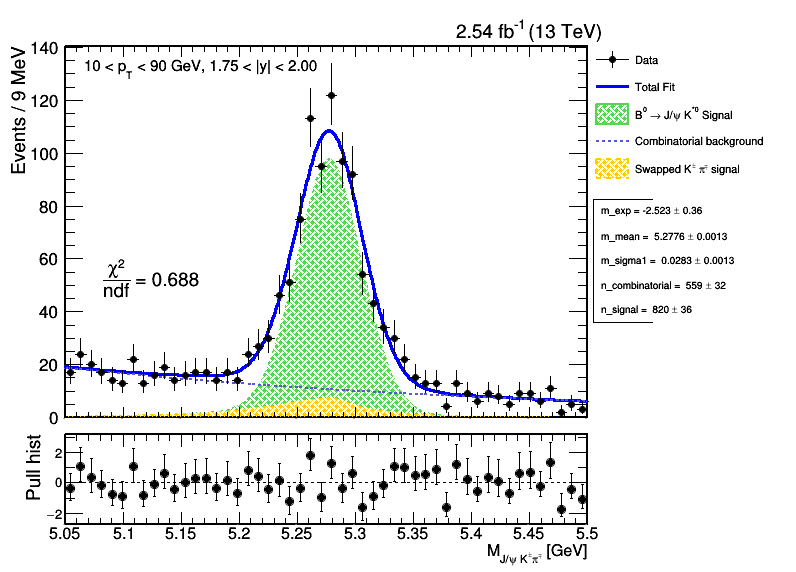 2.54 fb⁻¹ (13 TeV)
Events / 9 MeV
140
120
100
80
60
40
20
0
10 < p_T < 90 GeV, 1.75 < |y| < 2.00
χ²
ndf = 0.688
Data
Total Fit
B⁰ → J/ψ K*⁰ Signal
Combinatorial background
Swapped K± π∓ signal
m_exp = -2.523 ± 0.36
m_mean = 5.2776 ± 0.0013
m_sigma1 = 0.0283 ± 0.0013
n_combinatorial = 559 ± 32
n_signal = 820 ± 36
Pull hist
2
0
−2
5.05 5.1 5.15 5.2 5.25 5.3 5.35 5.4 5.45 5.5
M_J/ψ K±π∓ [GeV]